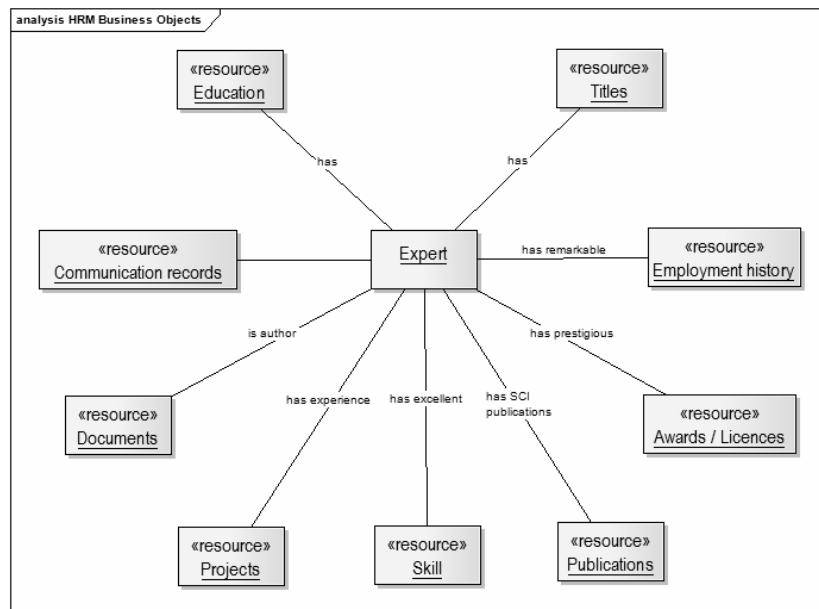 analysis HRM Business Objects
«resource»
Education
«resource»
Titles
has
has
«resource»
Communication records
Expert
has remarkable
«resource»
Employment history
is author
has prestigious
«resource»
Documents
has experience
has excellent
has SCI
publications
«resource»
Awards / Licences
«resource»
Projects
«resource»
Skill
«resource»
Publications